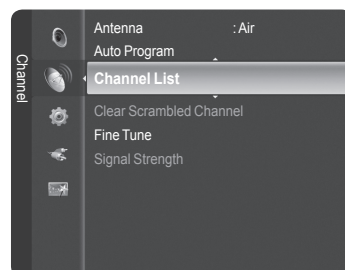 Channel
Antenna : Air
Auto Program
Channel List
Clear Scrambled Channel
Fine Tune
Signal Strength